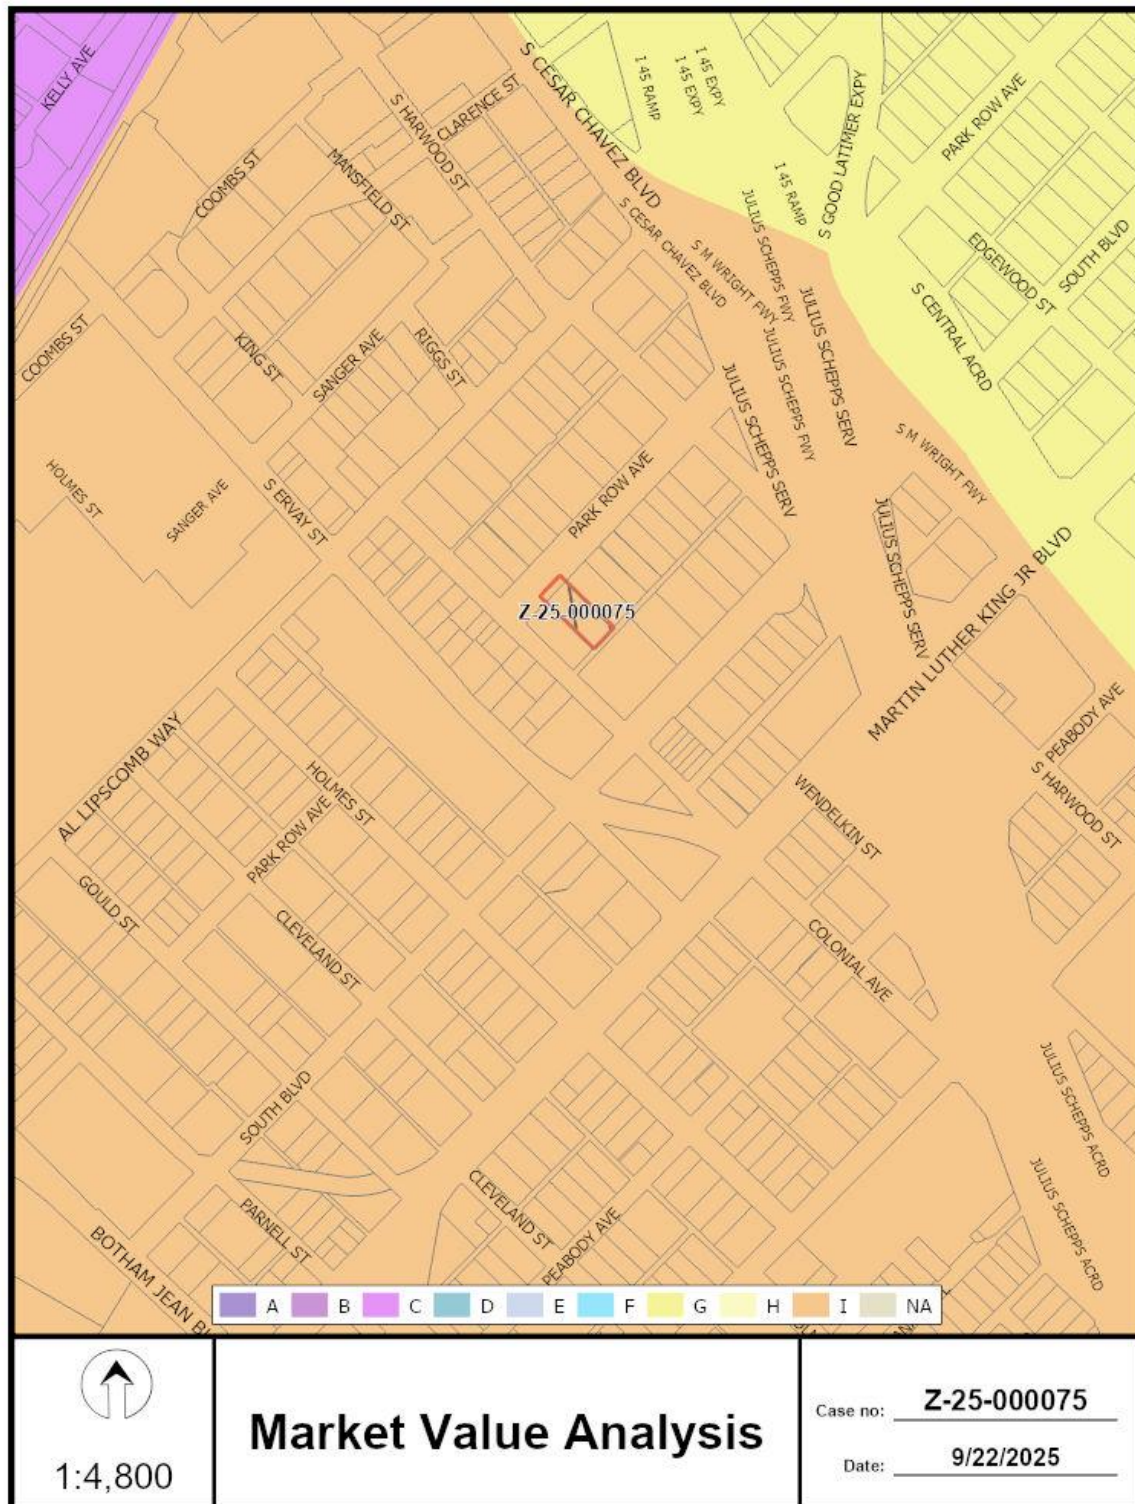 KELLY AVE
S CESAR CHAVEZ BLVD
I 45 RAMP
I 45 EXPY
I 45 EXPY
S GOOD LATIMER EXPY
PARK ROW AVE
CLARENCE ST
S HARWOOD ST
MANSFIELD ST
COOMBS ST
I 45 RAMP
JULIUS SCHEPPS FWY
S CESAR CHAVEZ BLVD
S M WRIGHT FWY
JULIUS SCHEPPS SERV
EDGEWOOD ST
SOUTH BLVD
S CENTRAL ACRD
COOMBS ST
KING ST
SANGER AVE
RIGGS ST
JULIUS SCHEPPS FWY
JULIUS SCHEPPS SERV
S M WRIGHT FWY
HOLMES ST
SANGER AVE
S ERVAY ST
PARK ROW AVE
JULIUS SCHEPPS SERV
Z-25-000075
MARTIN LUTHER KING JR BLVD
PEABODY AVE
S HARWOOD ST
AL LIPSCOMB WAY
HOLMES ST
PARK ROW AVE
WENDELKIN ST
GOULD ST
CLEVELAND ST
COLONIAL AVE
JULIUS SCHEPPS ACRD
SOUTH BLVD
JULIUS SCHEPPS ACRD
PARNELL ST
CLEVELAND ST
PEABODY AVE
BOTHAM JEAN BL
A B C D E F G H I NA
1:4,800
Market Value Analysis
Case no: Z-25-000075
Date: 9/22/2025